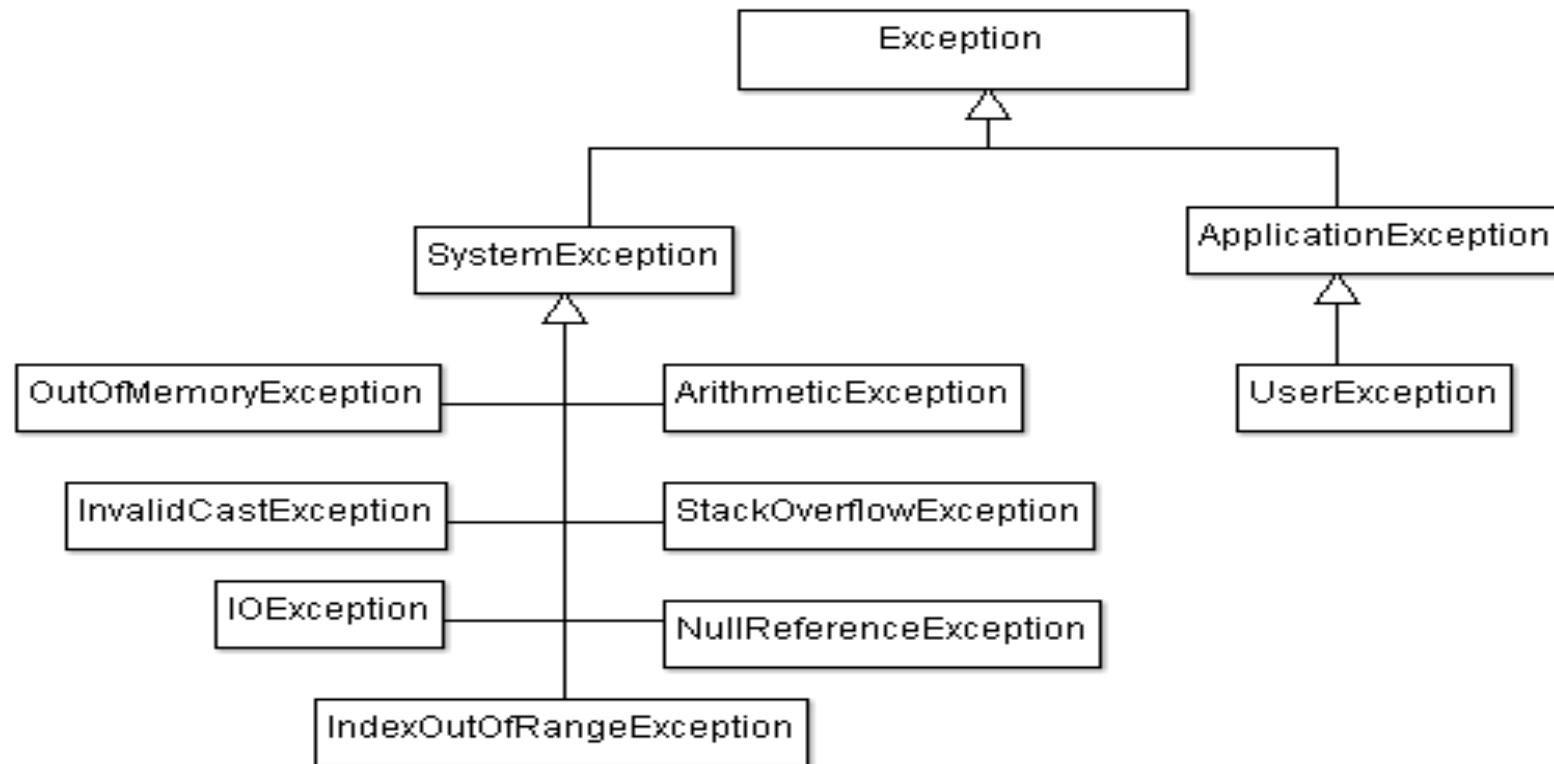 Exception
SystemException
ApplicationException
OutOfMemoryException
ArithmeticException
UserException
InvalidCastException
StackOverflowException
IOException
NullReferenceException
IndexOutOfRangeException